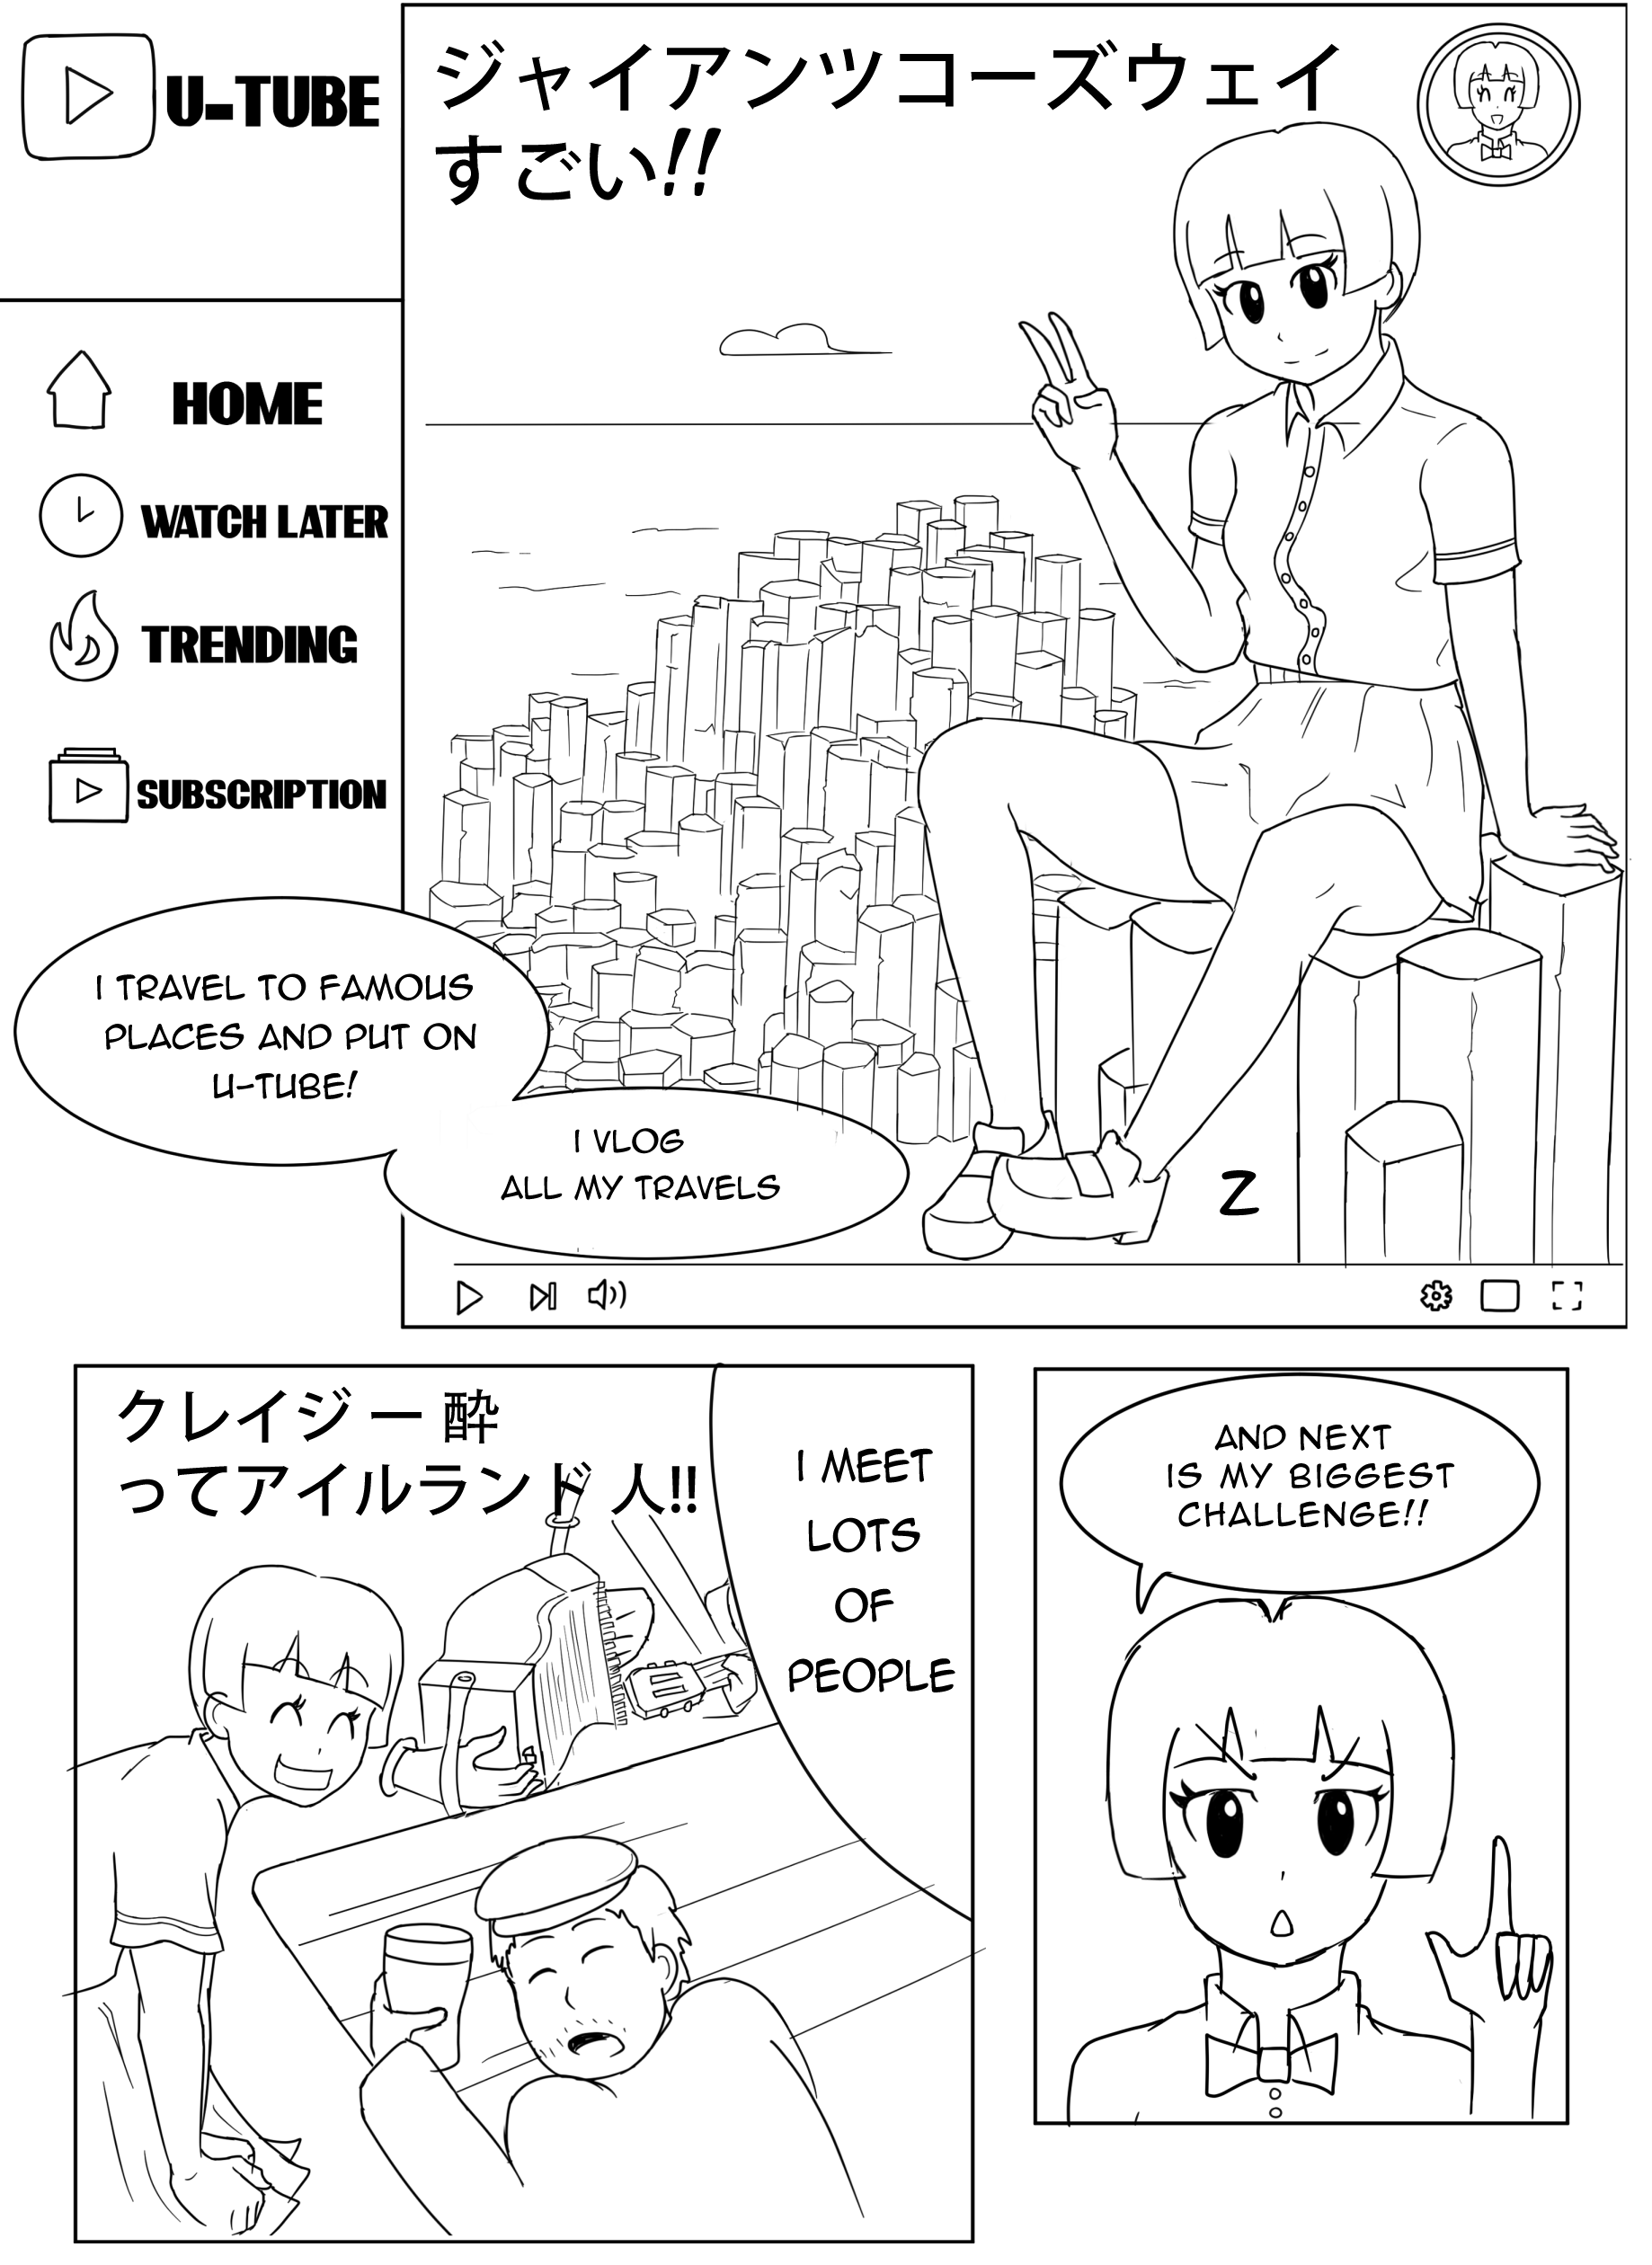 U-TUBE
ジャイアンツコーズウェイ
すごい!!
HOME
WATCH LATER
TRENDING
SUBSCRIPTION
I TRAVEL TO FAMOUS
PLACES AND PUT ON
U-TUBE!
I VLOG
ALL MY TRAVELS
Z
クレイジー 酔
ってアイルランド人!!
I MEET
LOTS
OF
PEOPLE
AND NEXT
IS MY BIGGEST
CHALLENGE!!